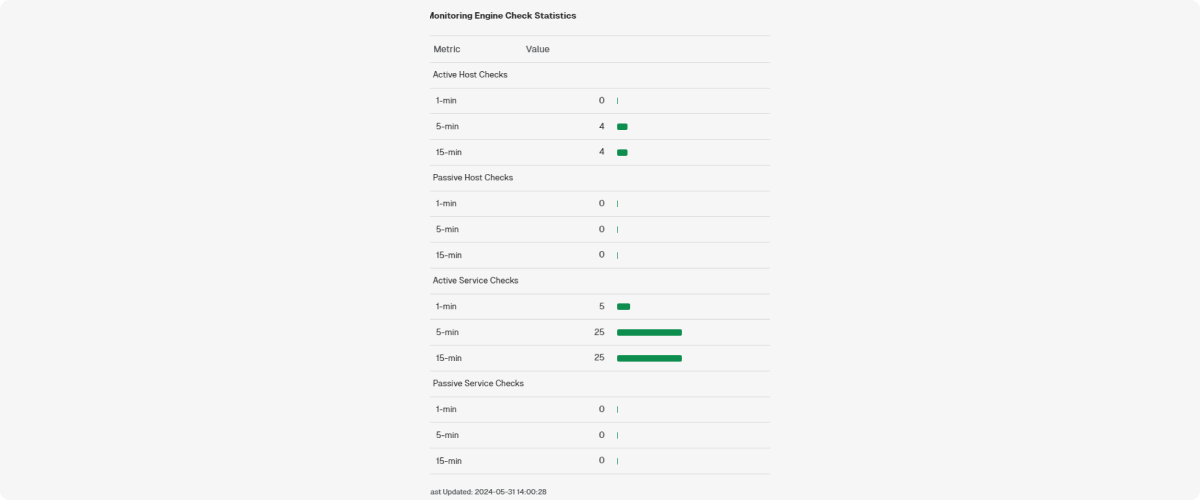 Monitoring Engine Check Statistics
Metric Value
Active Host Checks
1-min 0
5-min 4
15-min 4
Passive Host Checks
1-min 0
5-min 0
15-min 0
Active Service Checks
1-min 5
5-min 25
15-min 25
Passive Service Checks
1-min 0
5-min 0
15-min 0
ast Updated: 2024-05-31 14:00:28